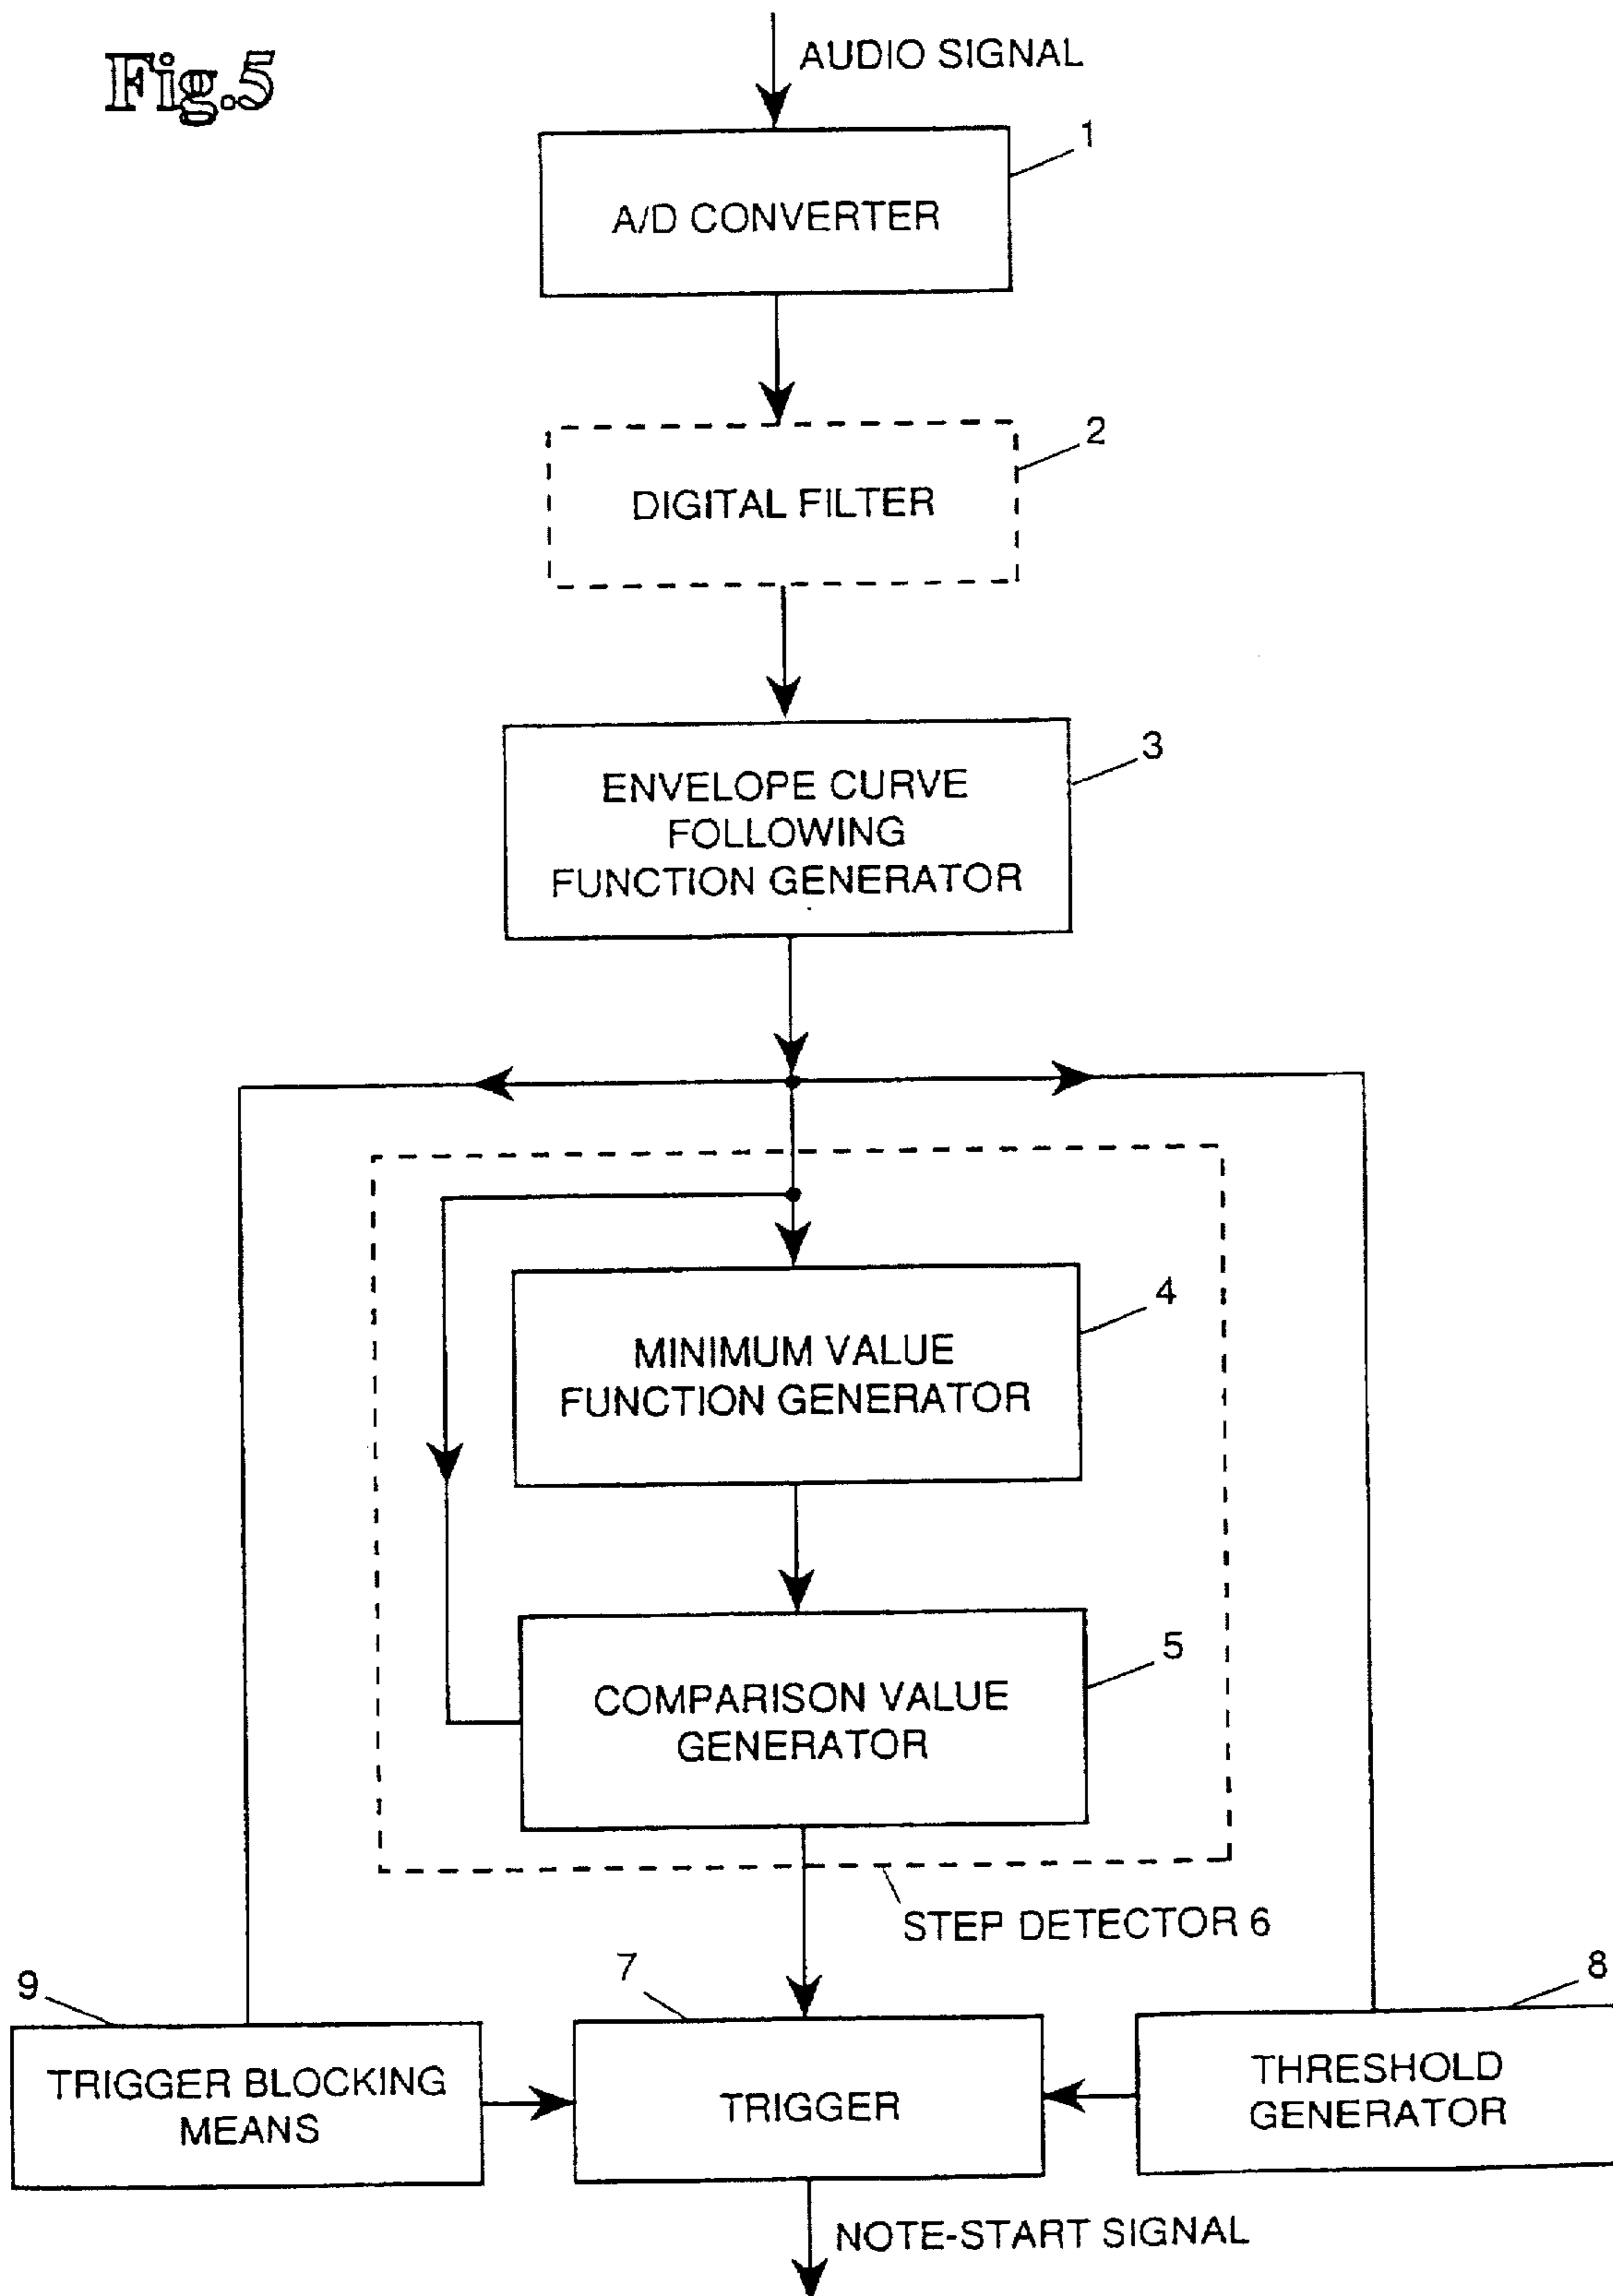 Fig.5
AUDIO SIGNAL
1
A/D CONVERTER
2
DIGITAL FILTER
3
ENVELOPE CURVE
FOLLOWING
FUNCTION GENERATOR
4
MINIMUM VALUE
FUNCTION GENERATOR
5
COMPARISON VALUE
GENERATOR
STEP DETECTOR 6
9
7
8
TRIGGER BLOCKING
MEANS
TRIGGER
THRESHOLD
GENERATOR
NOTE-START SIGNAL